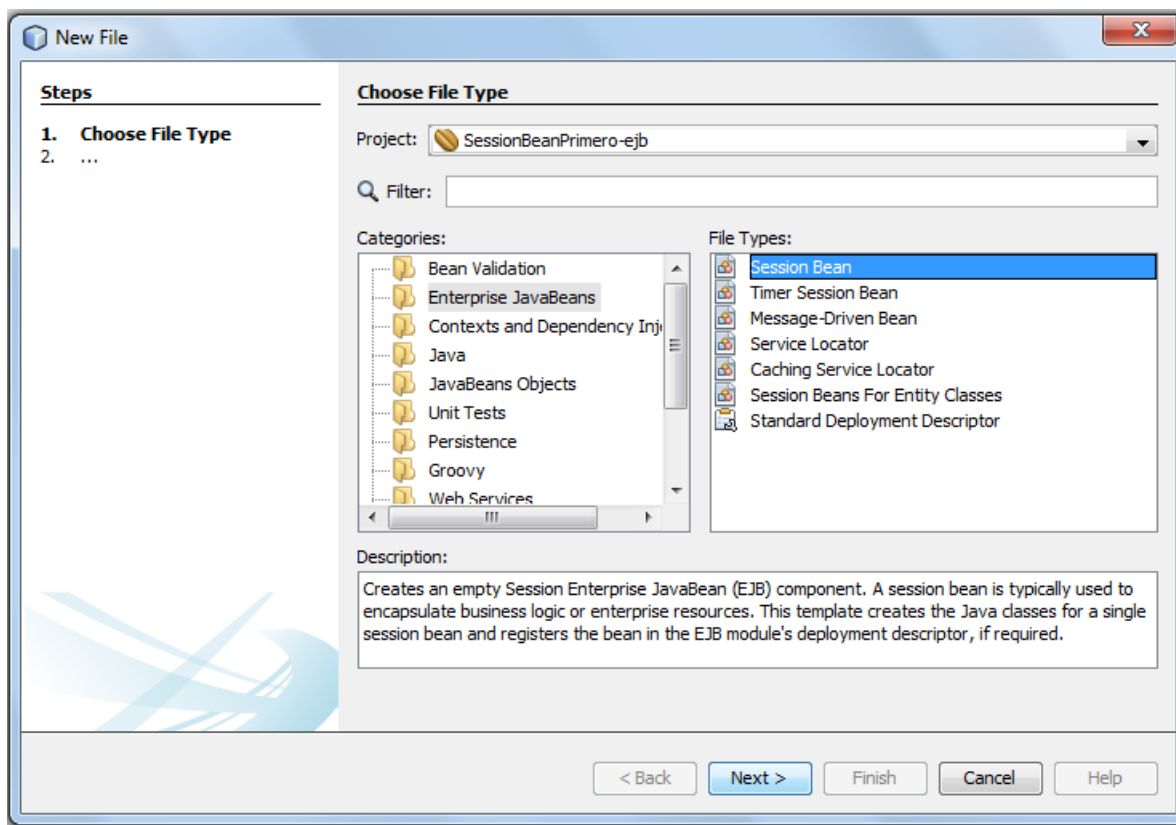 New File
Steps
1. Choose File Type
2. ...
Choose File Type
Project: SessionBeanPrimero-ejb
Filter:
Categories:
Bean Validation
Enterprise JavaBeans
Contexts and Dependency Inj
Java
JavaBeans Objects
Unit Tests
Persistence
Groovy
Web Services
File Types:
Session Bean
Timer Session Bean
Message-Driven Bean
Service Locator
Caching Service Locator
Session Beans For Entity Classes
Standard Deployment Descriptor
Description:
Creates an empty Session Enterprise JavaBean (EJB) component. A session bean is typically used to
encapsulate business logic or enterprise resources. This template creates the Java classes for a single
session bean and registers the bean in the EJB module's deployment descriptor, if required.
< Back Next > Finish Cancel Help